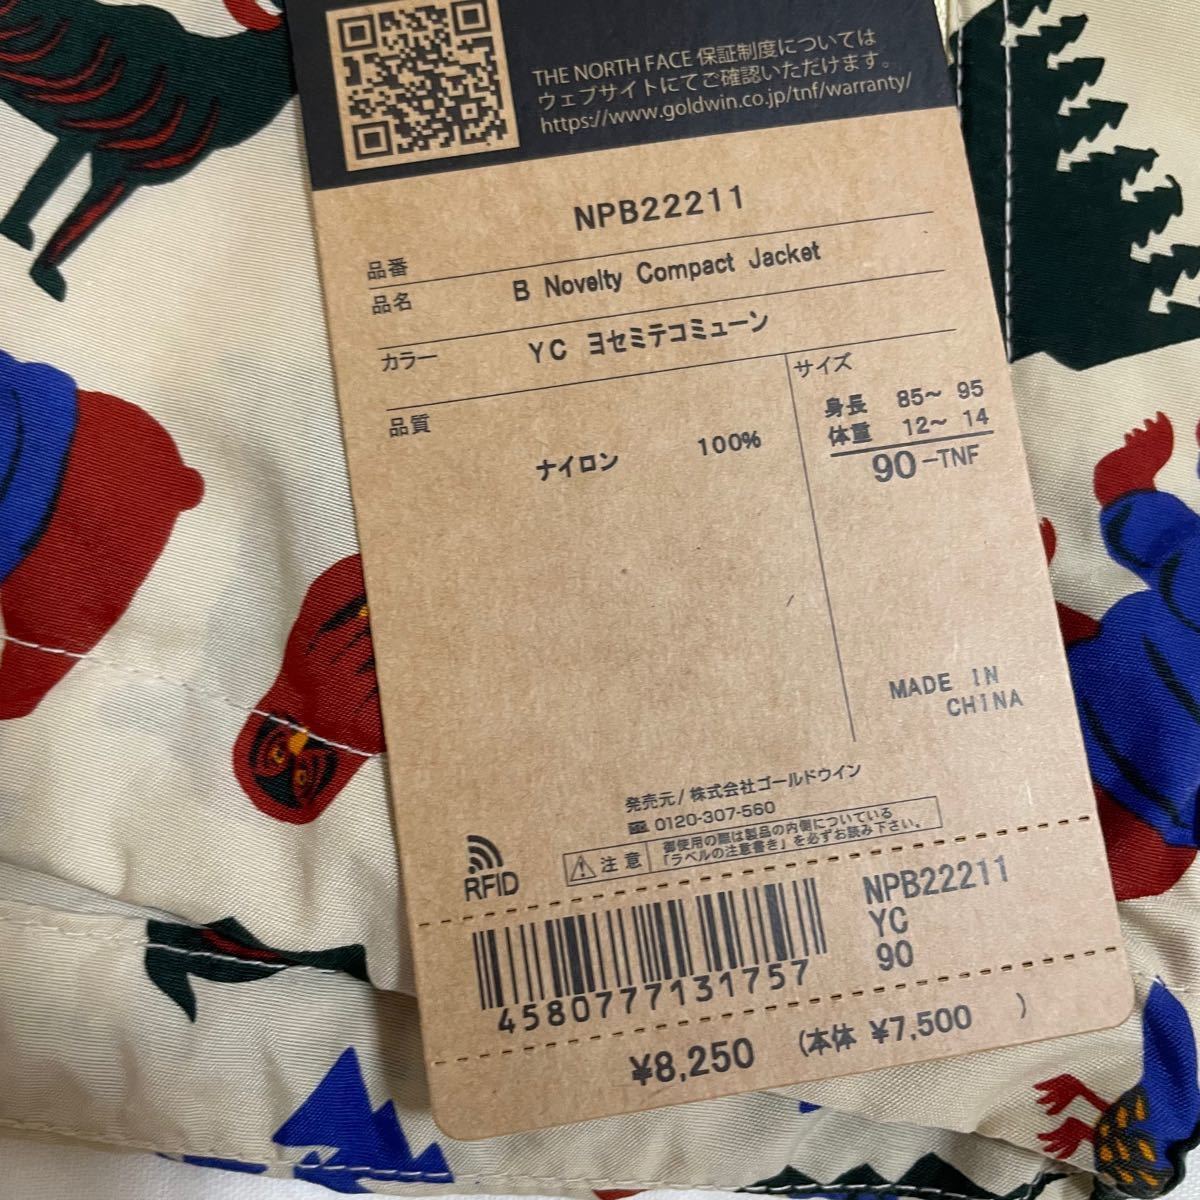 THE NORTH FACE 保証制度については
ウェブサイトにてご確認いただけます。
https://www.goldwin.co.jp/tnf/warranty/
NPB22211
品番
品名 B Novelty Compact Jacket
カラー YC ヨセミテコミューン
品質
ナイロン 100%
サイズ
身長 85~ 95
体重 12~ 14
90-TNF
MADE IN
CHINA
発売元/株式会社ゴールドウイン
0120-307-560
RFID
注意
御使用の際は製品の内側についている
「ラベルの注意書き」を必ずお読み下さい。
4580777131757
NPB22211
YC
90
¥8,250 (本体 ¥7,500 )